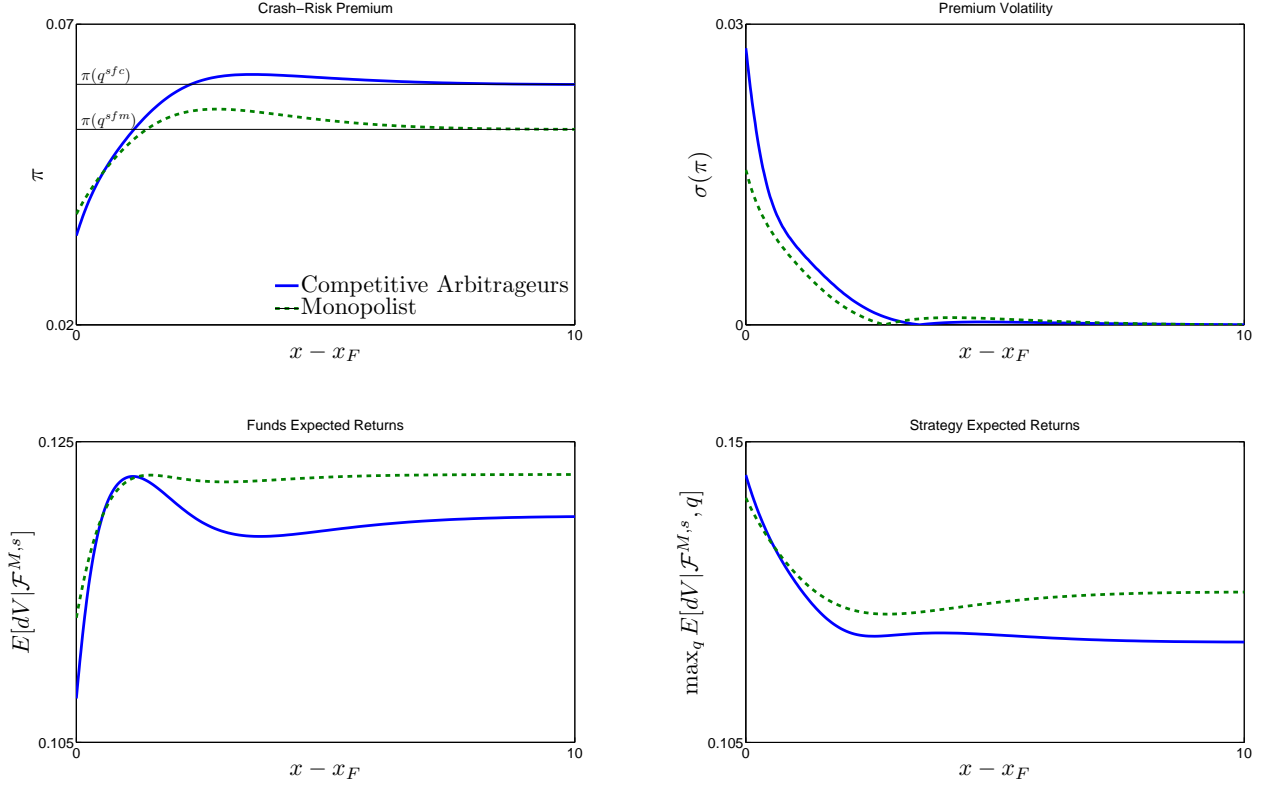 Crash−Risk Premium
0.07
π(q^{sfc})
π(q^{sfm})
π
Competitive Arbitrageurs
Monopolist
0.02
0
10
x − x_F
Premium Volatility
0.03
σ(π)
0
0
10
x − x_F
Funds Expected Returns
0.125
E[dV|ℱ^{M,s}]
0.105
0
10
x − x_F
Strategy Expected Returns
0.15
max_q E[dV|ℱ^{M,s}, q]
0.105
0
10
x − x_F